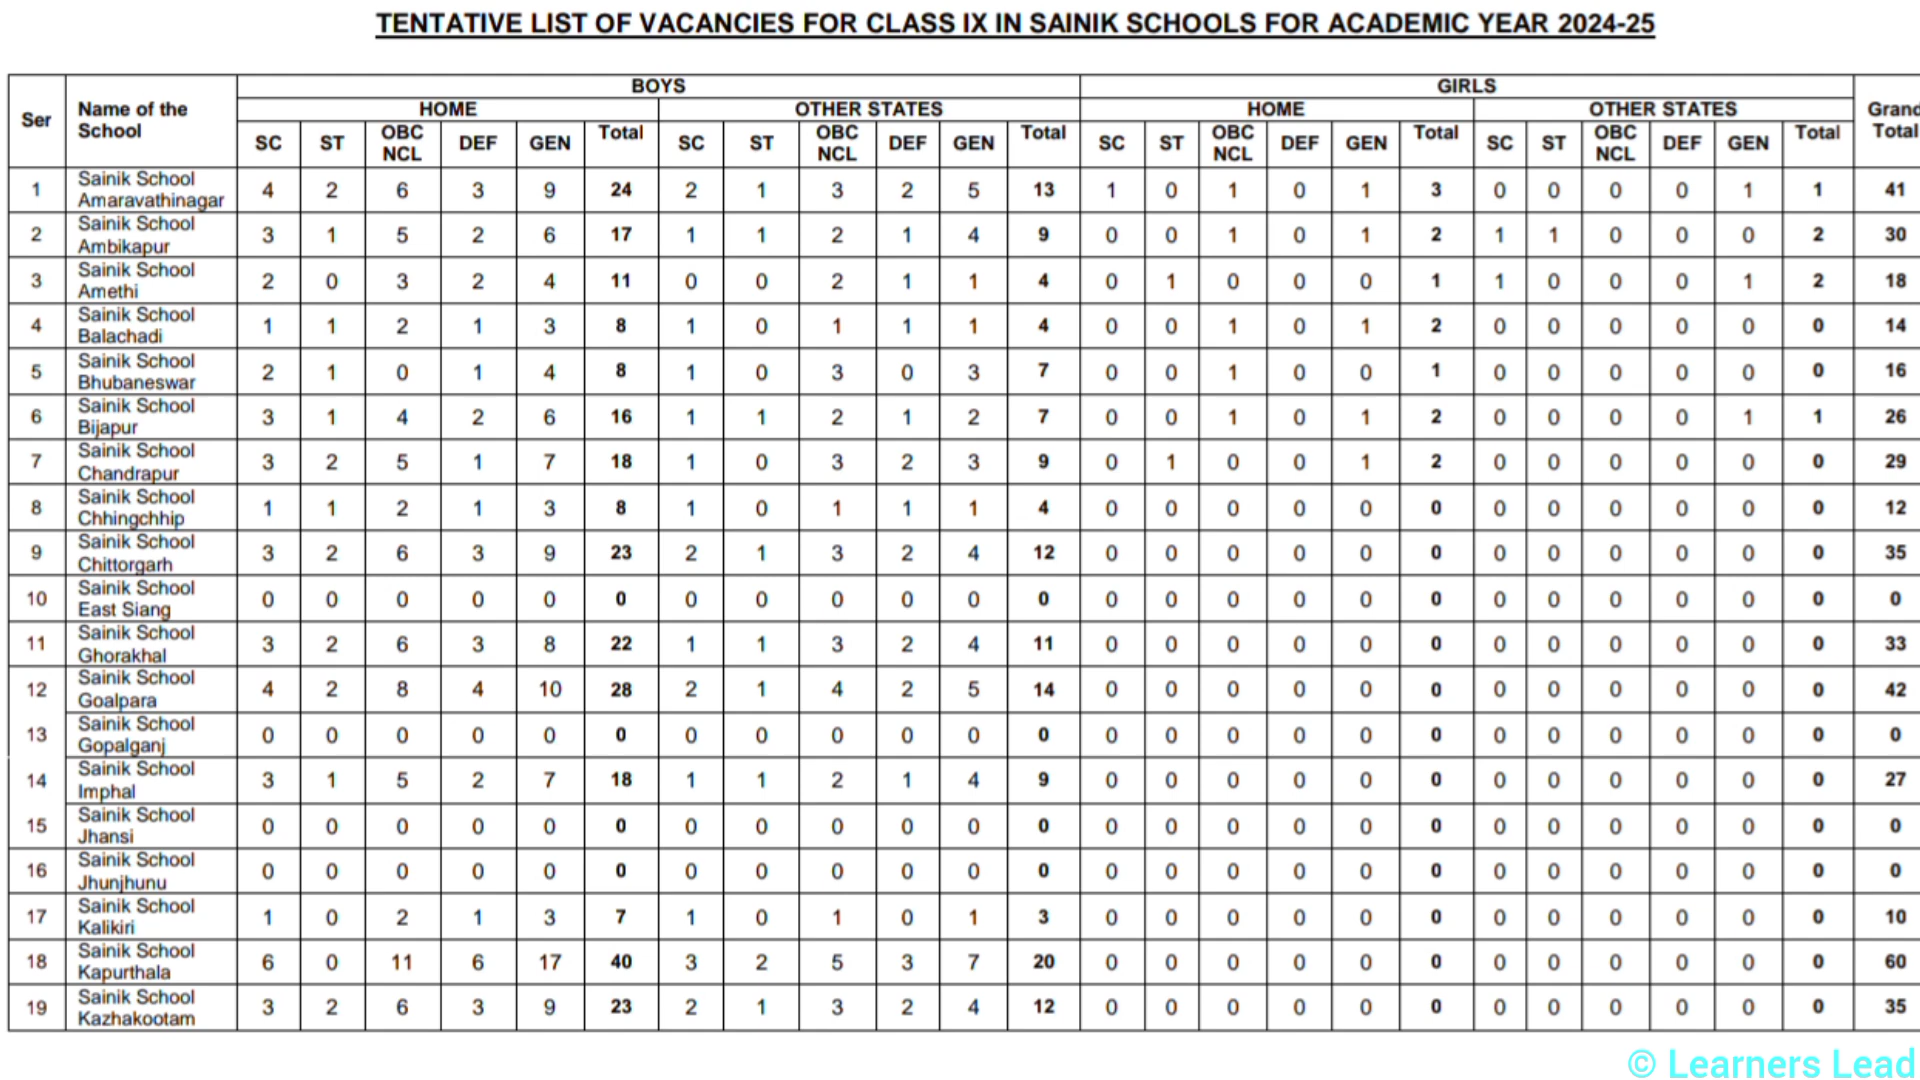 TENTATIVE LIST OF VACANCIES FOR CLASS IX IN SAINIK SCHOOLS FOR ACADEMIC YEAR 2024-25
Ser Name of the School BOYS GIRLS Grand Total
HOME OTHER STATES HOME OTHER STATES
SC ST OBC NCL DEF GEN Total SC ST OBC NCL DEF GEN Total SC ST OBC NCL DEF GEN Total SC ST OBC NCL DEF GEN Total
1 Sainik School Amaravathinagar 4 2 6 3 9 24 2 1 3 2 5 13 1 0 1 0 1 3 0 0 0 0 1 1 41
2 Sainik School Ambikapur 3 1 5 2 6 17 1 1 2 1 4 9 0 0 1 0 1 2 1 1 0 0 0 2 30
3 Sainik School Amethi 2 0 3 2 4 11 0 0 2 1 1 4 0 1 0 0 0 1 1 0 0 0 1 2 18
4 Sainik School Balachadi 1 1 2 1 3 8 1 0 1 1 1 4 0 0 1 0 1 2 0 0 0 0 0 0 14
5 Sainik School Bhubaneswar 2 1 0 1 4 8 1 0 3 0 3 7 0 0 1 0 0 1 0 0 0 0 0 0 16
6 Sainik School Bijapur 3 1 4 2 6 16 1 1 2 1 2 7 0 0 1 0 1 2 0 0 0 0 1 1 26
7 Sainik School Chandrapur 3 2 5 1 7 18 1 0 3 2 3 9 0 1 0 0 1 2 0 0 0 0 0 0 29
8 Sainik School Chhingchhip 1 1 2 1 3 8 1 0 1 1 1 4 0 0 0 0 0 0 0 0 0 0 0 0 12
9 Sainik School Chittorgarh 3 2 6 3 9 23 2 1 3 2 4 12 0 0 0 0 0 0 0 0 0 0 0 0 35
10 Sainik School East Siang 0 0 0 0 0 0 0 0 0 0 0 0 0 0 0 0 0 0 0 0 0 0 0 0 0
11 Sainik School Ghorakhal 3 2 6 3 8 22 1 1 3 2 4 11 0 0 0 0 0 0 0 0 0 0 0 0 33
12 Sainik School Goalpara 4 2 8 4 10 28 2 1 4 2 5 14 0 0 0 0 0 0 0 0 0 0 0 0 42
13 Sainik School Gopalganj 0 0 0 0 0 0 0 0 0 0 0 0 0 0 0 0 0 0 0 0 0 0 0 0 0
14 Sainik School Imphal 3 1 5 2 7 18 1 1 2 1 4 9 0 0 0 0 0 0 0 0 0 0 0 0 27
15 Sainik School Jhansi 0 0 0 0 0 0 0 0 0 0 0 0 0 0 0 0 0 0 0 0 0 0 0 0 0
16 Sainik School Jhunjhunu 0 0 0 0 0 0 0 0 0 0 0 0 0 0 0 0 0 0 0 0 0 0 0 0 0
17 Sainik School Kalikiri 1 0 2 1 3 7 1 0 1 0 1 3 0 0 0 0 0 0 0 0 0 0 0 0 10
18 Sainik School Kapurthala 6 0 11 6 17 40 3 2 5 3 7 20 0 0 0 0 0 0 0 0 0 0 0 0 60
19 Sainik School Kazhakootam 3 2 6 3 9 23 2 1 3 2 4 12 0 0 0 0 0 0 0 0 0 0 0 0 35
© Learners Lead